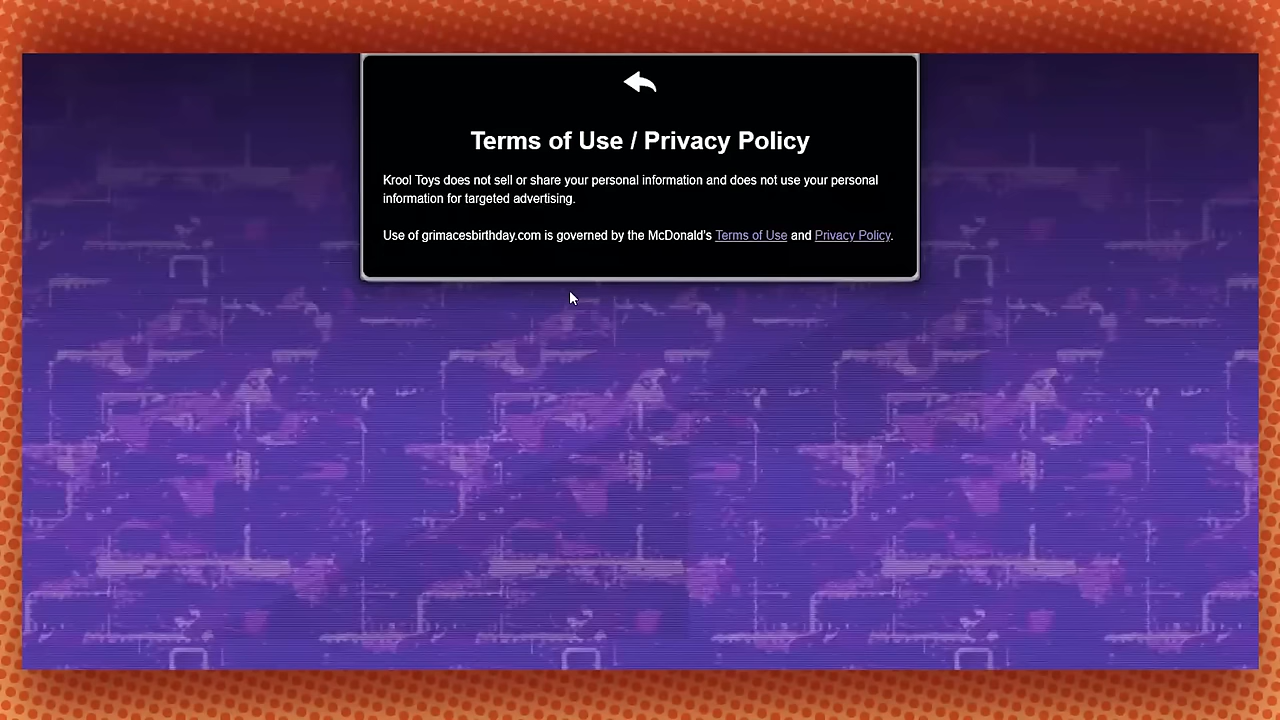 Terms of Use / Privacy Policy
Krool Toys does not sell or share your personal information and does not use your personal
information for targeted advertising.
Use of grimacesbirthday.com is governed by the McDonald's Terms of Use and Privacy Policy.